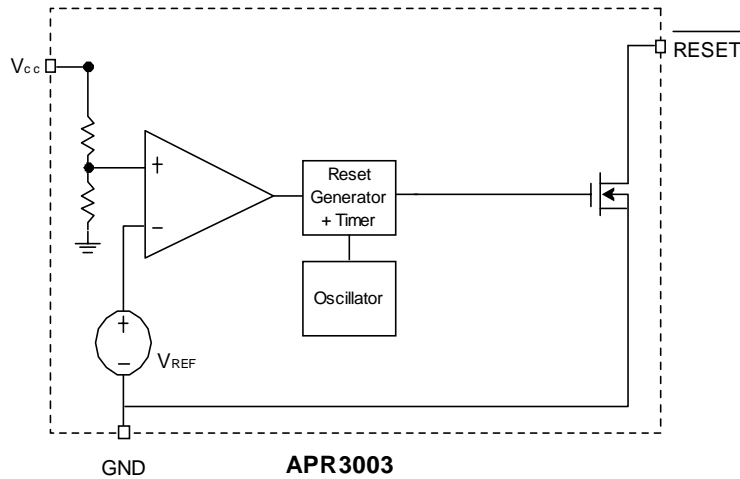 RESET
Vcc
+
Reset
Generator
+ Timer
−
Oscillator
+
−
VREF
GND
APR3003